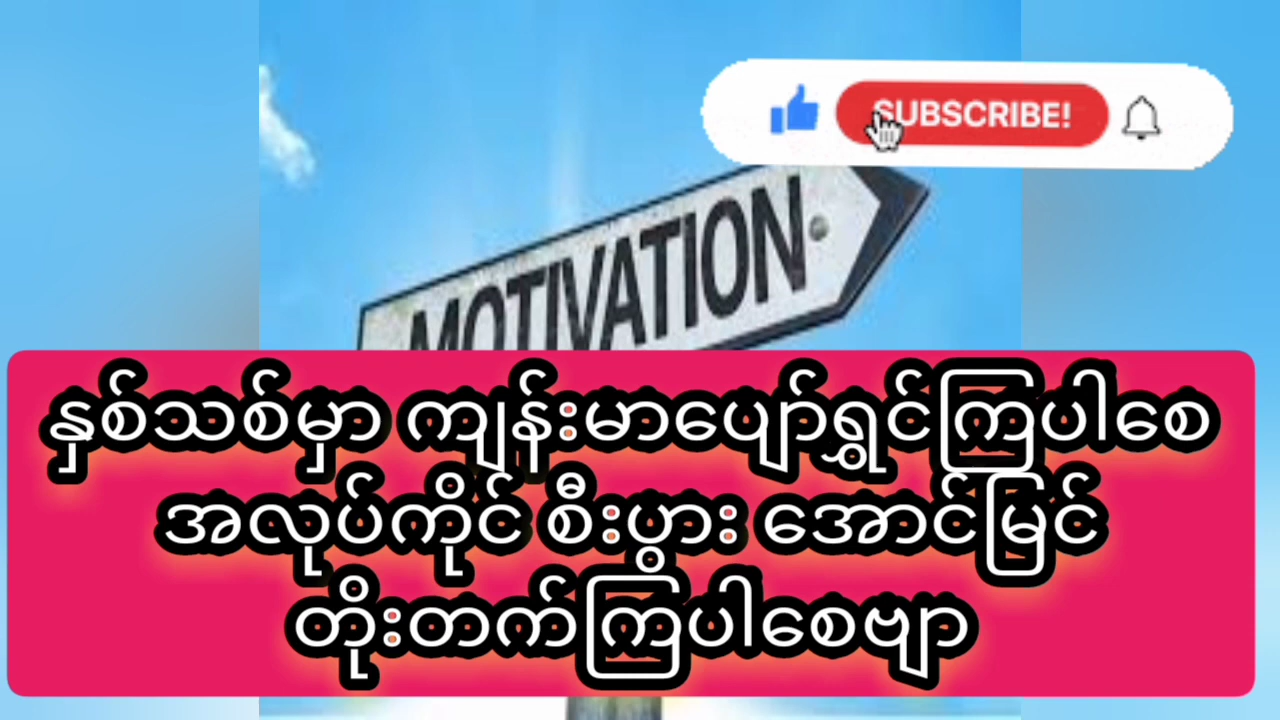 SUBSCRIBE!
MOTIVATION
နှစ်သစ်မှာ ကျန်းမာပျော်ရွှင်ကြပါစေ
အလုပ်ကိုင် စီးပွား အောင်မြင်
တိုးတက်ကြပါစေဗျာ